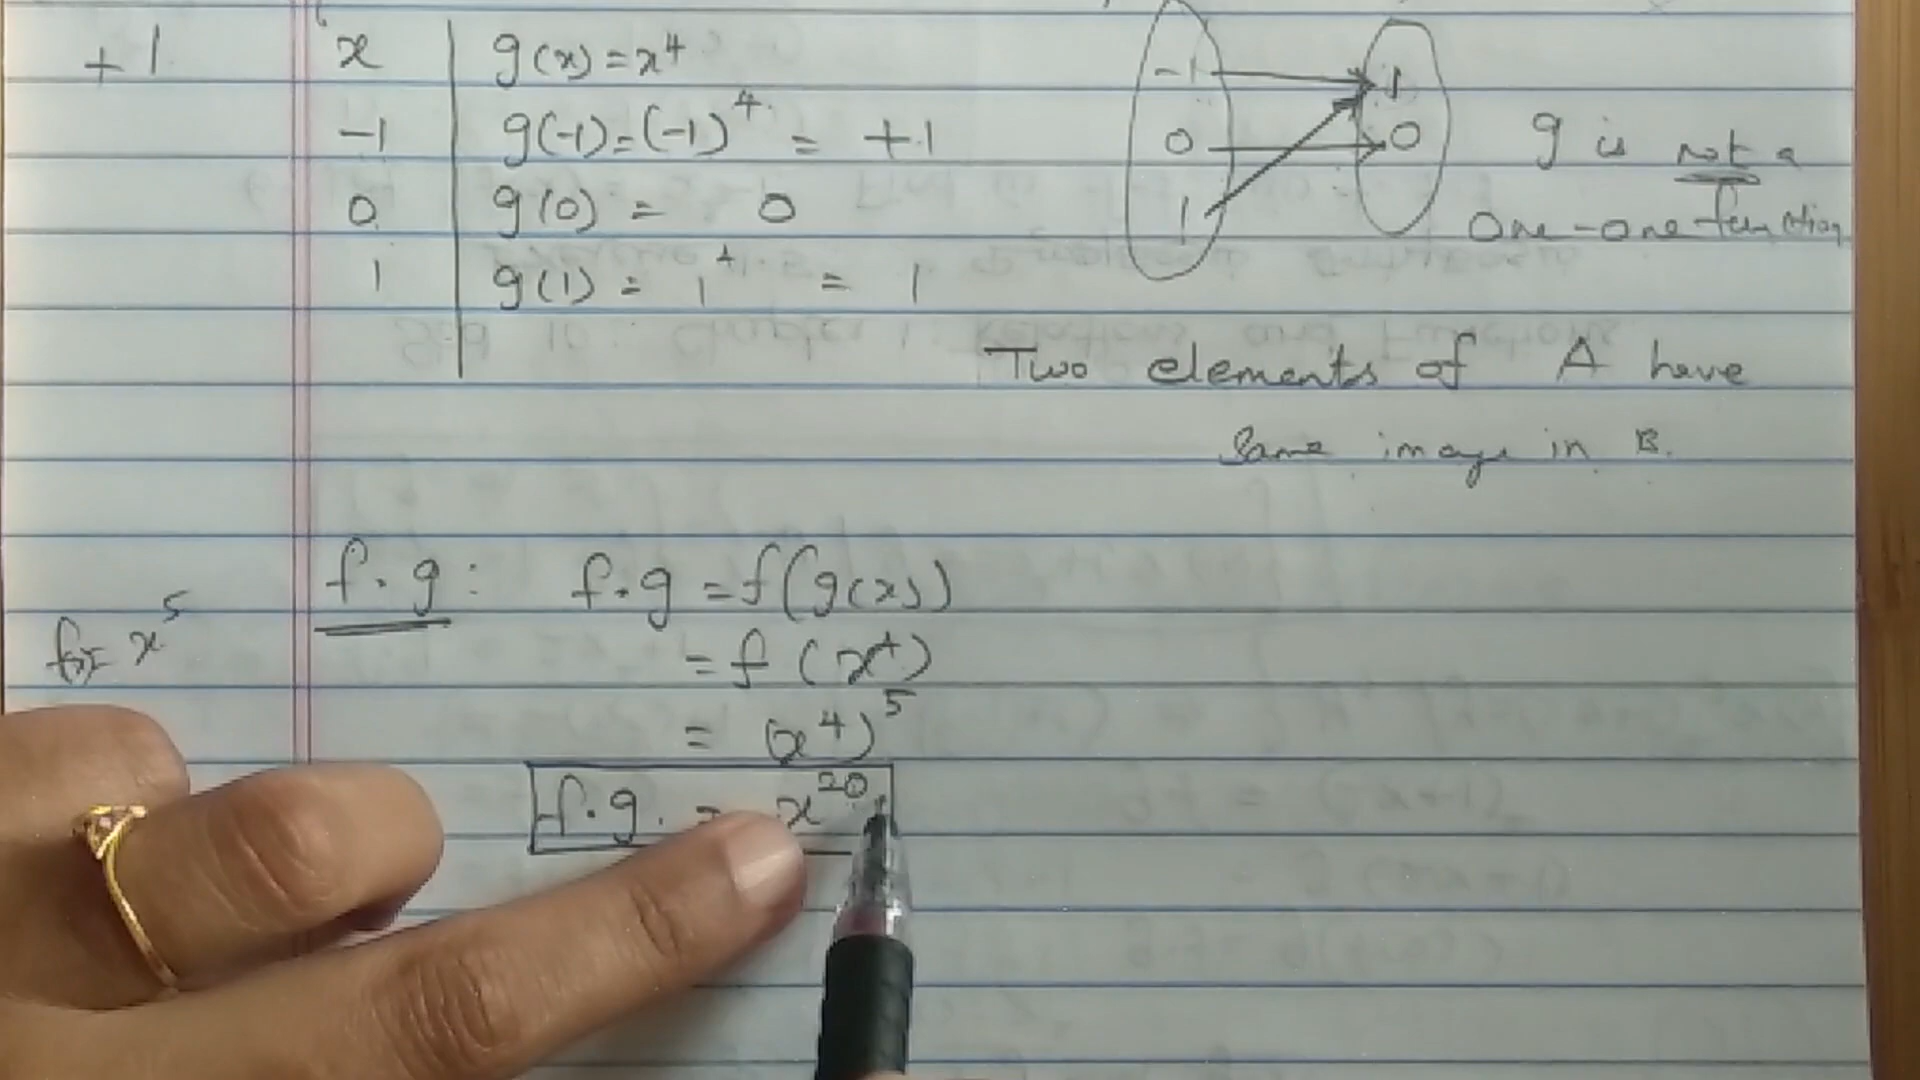 +1
x | g(x) = x⁴
-1 | g(-1) = (-1)⁴ = +1
0 | g(0) = 0
1 | g(1) = 1⁴ = 1
-1 1
0 0
1
g is not a
one-one function
Two elements of A have
Same image in B.
f.g : f.g = f(g(x))
= f(x⁴)
x⁵
= (x⁴)⁵
f.g. = x²⁰